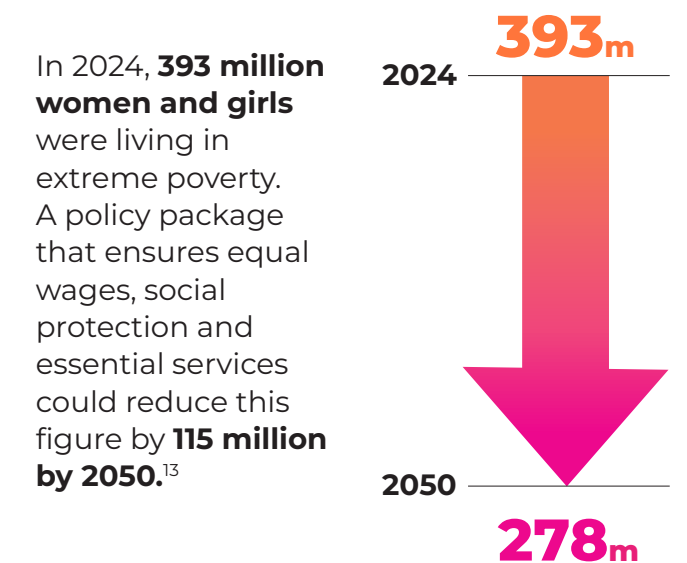 In 2024, 393 million
women and girls
were living in
extreme poverty.
A policy package
that ensures equal
wages, social
protection and
essential services
could reduce this
figure by 115 million
by 2050.13
393m
2024
2050
278m